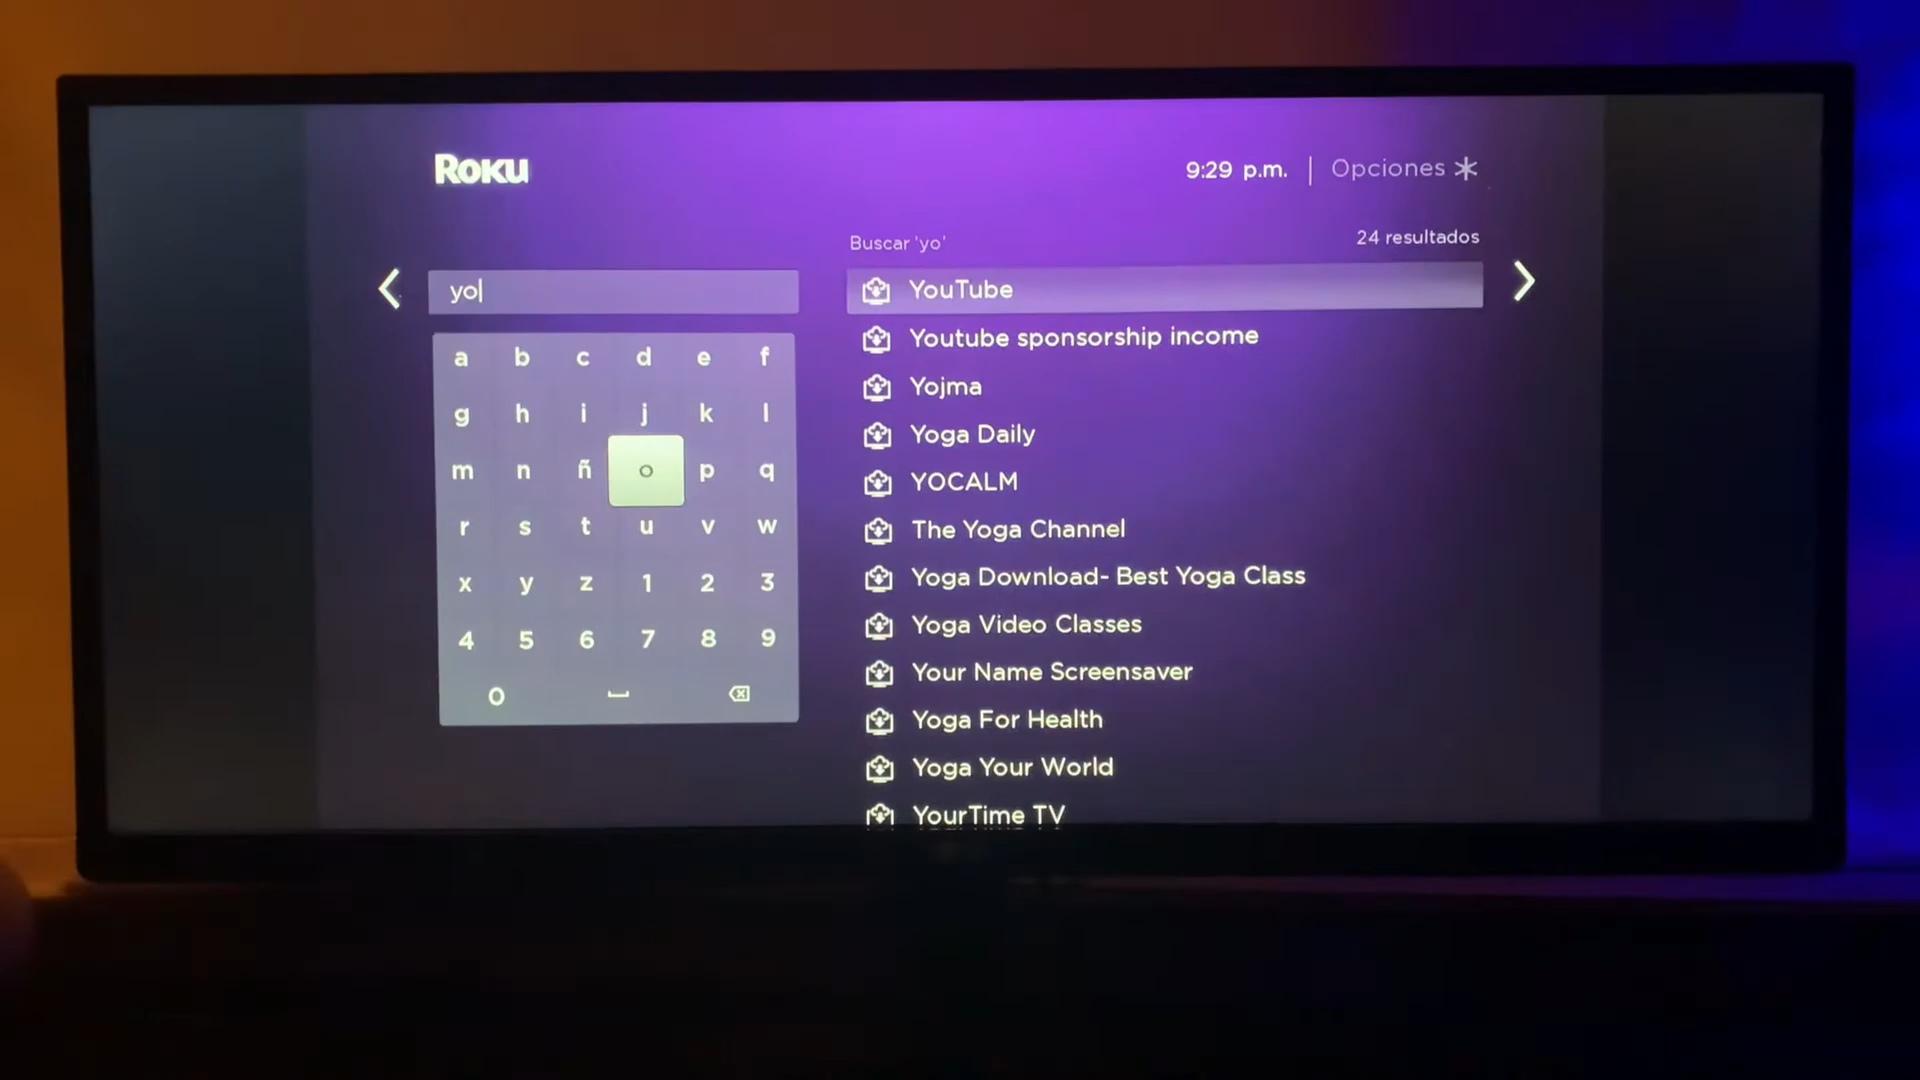 Roku
9:29 p.m. | Opciones
Buscar 'yo'
24 resultados
yo
a b c d e f
g h i j k l
m n ñ o p q
r s t u v w
x y z 1 2 3
4 5 6 7 8 9
0
YouTube
Youtube sponsorship income
Yojma
Yoga Daily
YOCALM
The Yoga Channel
Yoga Download- Best Yoga Class
Yoga Video Classes
Your Name Screensaver
Yoga For Health
Yoga Your World
YourTime TV